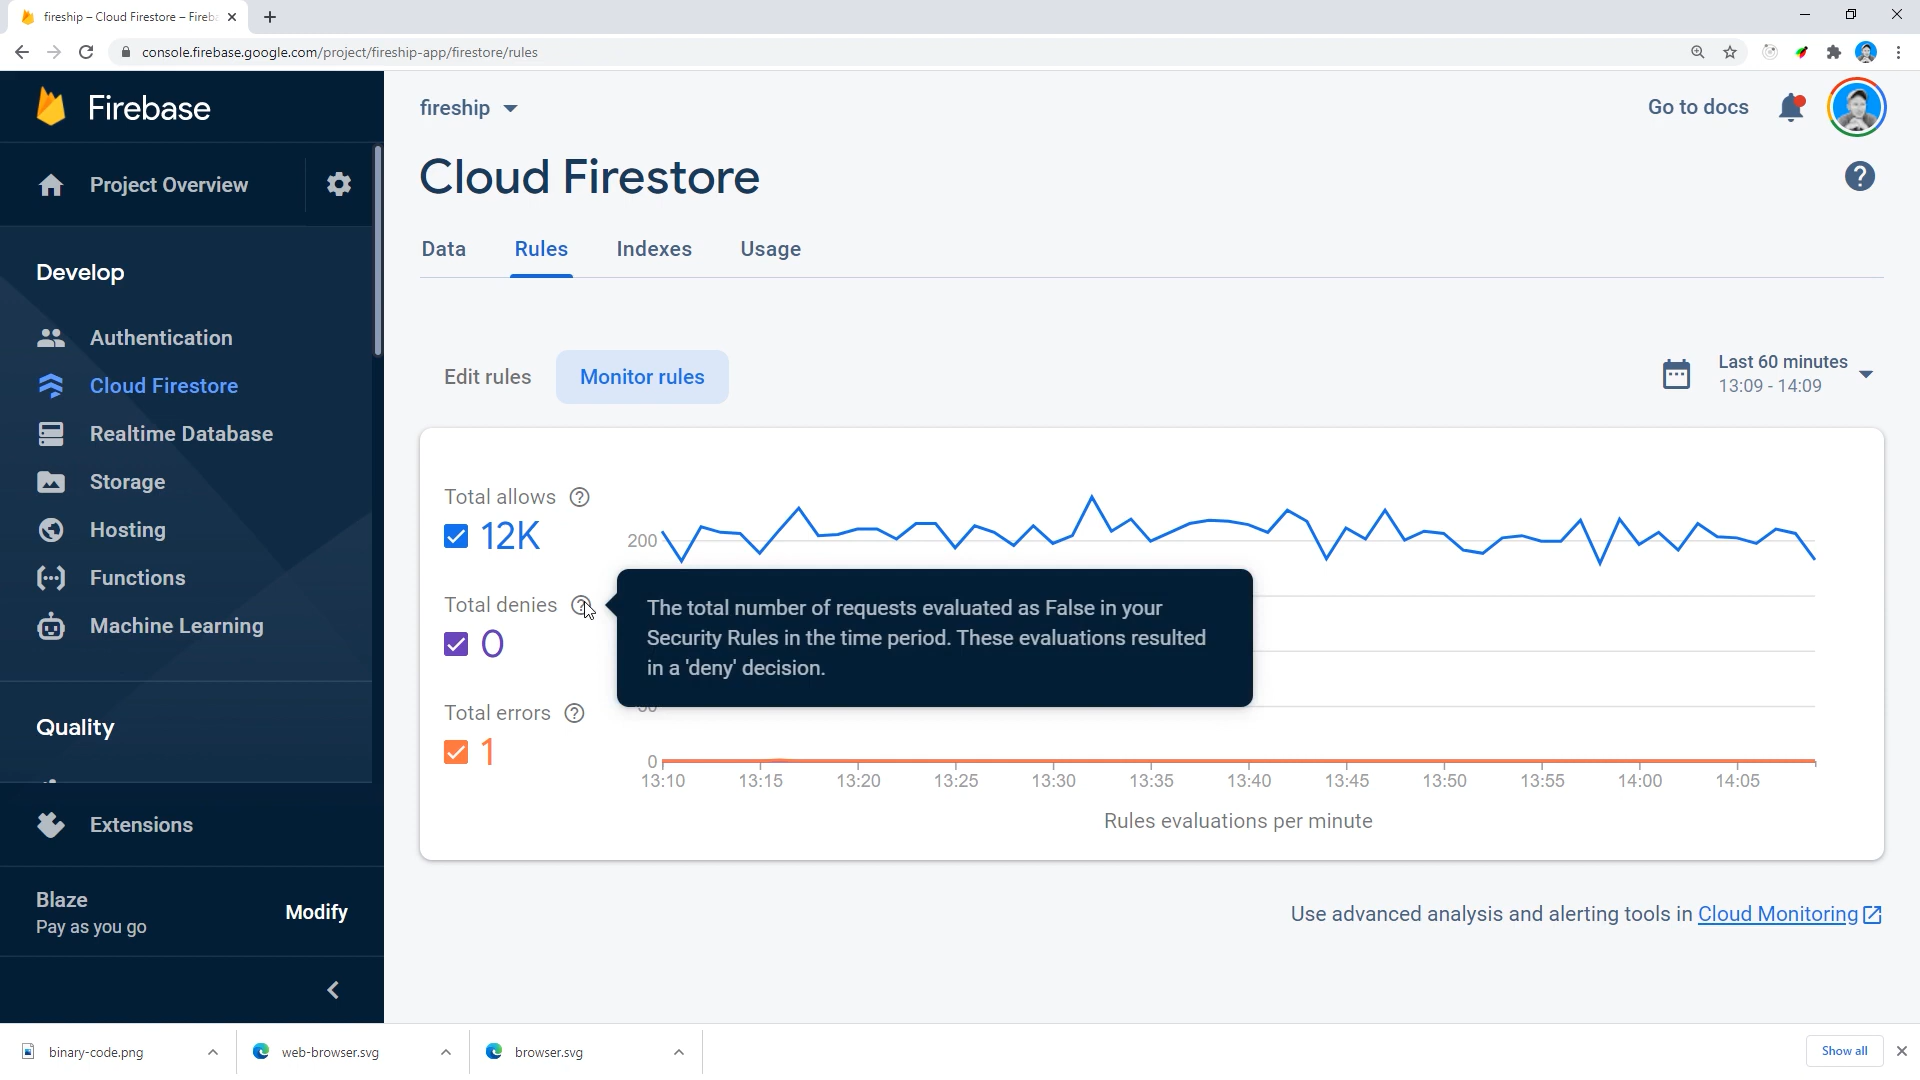 fireship – Cloud Firestore – Fireb
console.firebase.google.com/project/fireship-app/firestore/rules
Firebase
fireship
Go to docs
Project Overview
Cloud Firestore
Data
Rules
Indexes
Usage
Develop
Authentication
Cloud Firestore
Realtime Database
Storage
Hosting
Functions
Machine Learning
Quality
Extensions
Blaze
Pay as you go
Modify
Edit rules
Monitor rules
Last 60 minutes
13:09 - 14:09
Total allows
12K
Total denies
0
Total errors
1
The total number of requests evaluated as False in your
Security Rules in the time period. These evaluations resulted
in a 'deny' decision.
200
0
13:10 13:15 13:20 13:25 13:30 13:35 13:40 13:45 13:50 13:55 14:00 14:05
Rules evaluations per minute
Use advanced analysis and alerting tools in Cloud Monitoring
binary-code.png
web-browser.svg
browser.svg
Show all